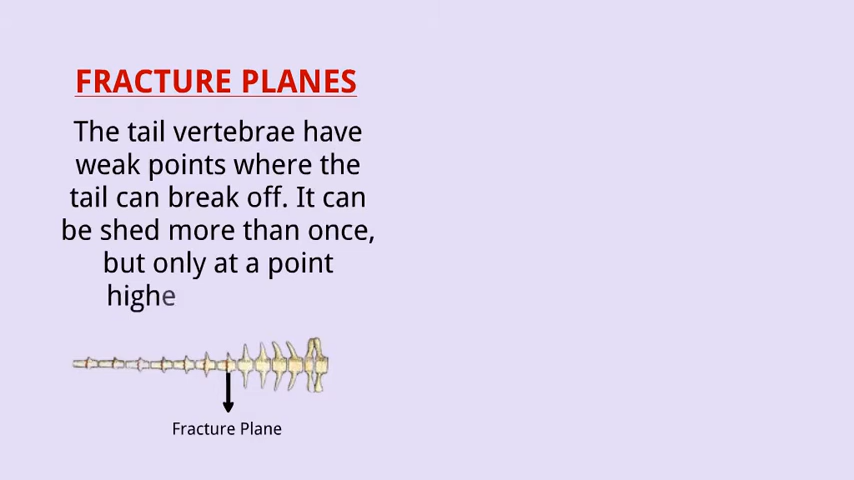 FRACTURE PLANES
The tail vertebrae have
weak points where the
tail can break off. It can
be shed more than once,
but only at a point
highe
Fracture Plane